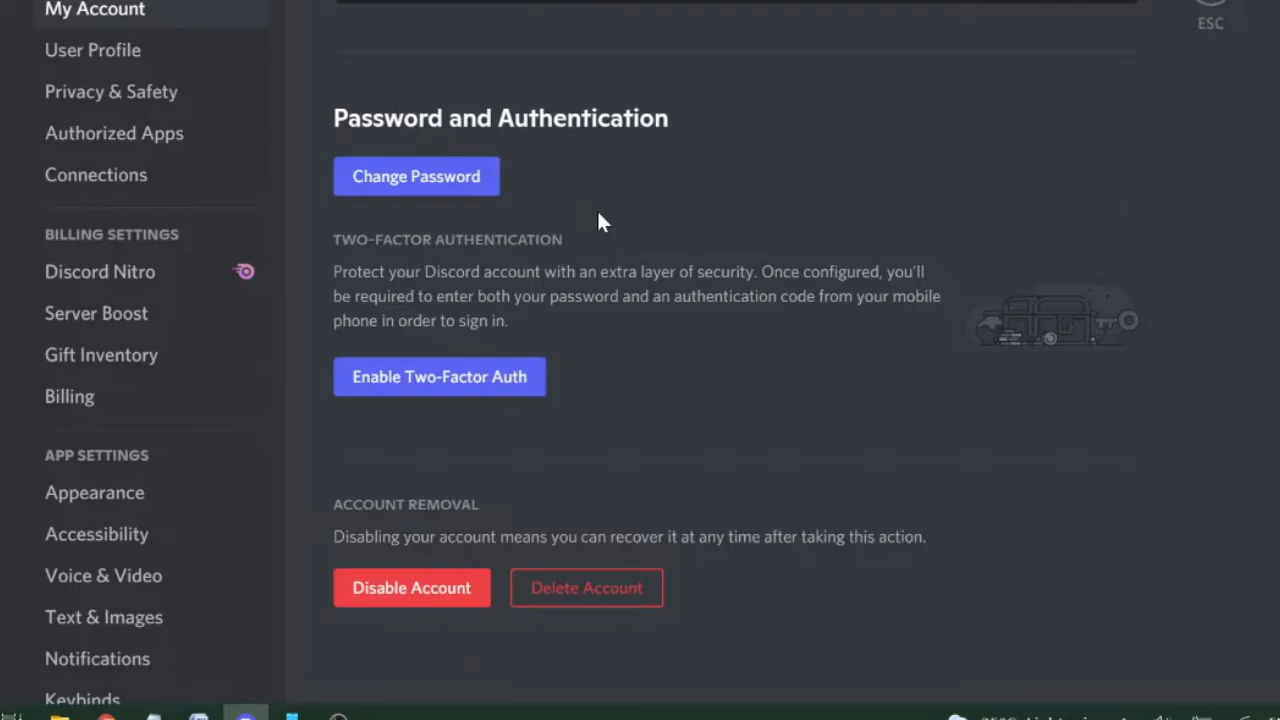 My Account
User Profile
Privacy & Safety
Authorized Apps
Connections
BILLING SETTINGS
Discord Nitro
Server Boost
Gift Inventory
Billing
APP SETTINGS
Appearance
Accessibility
Voice & Video
Text & Images
Notifications
Keybinds
ESC
Password and Authentication
Change Password
TWO-FACTOR AUTHENTICATION
Protect your Discord account with an extra layer of security. Once configured, you'll
be required to enter both your password and an authentication code from your mobile
phone in order to sign in.
Enable Two-Factor Auth
ACCOUNT REMOVAL
Disabling your account means you can recover it at any time after taking this action.
Disable Account
Delete Account